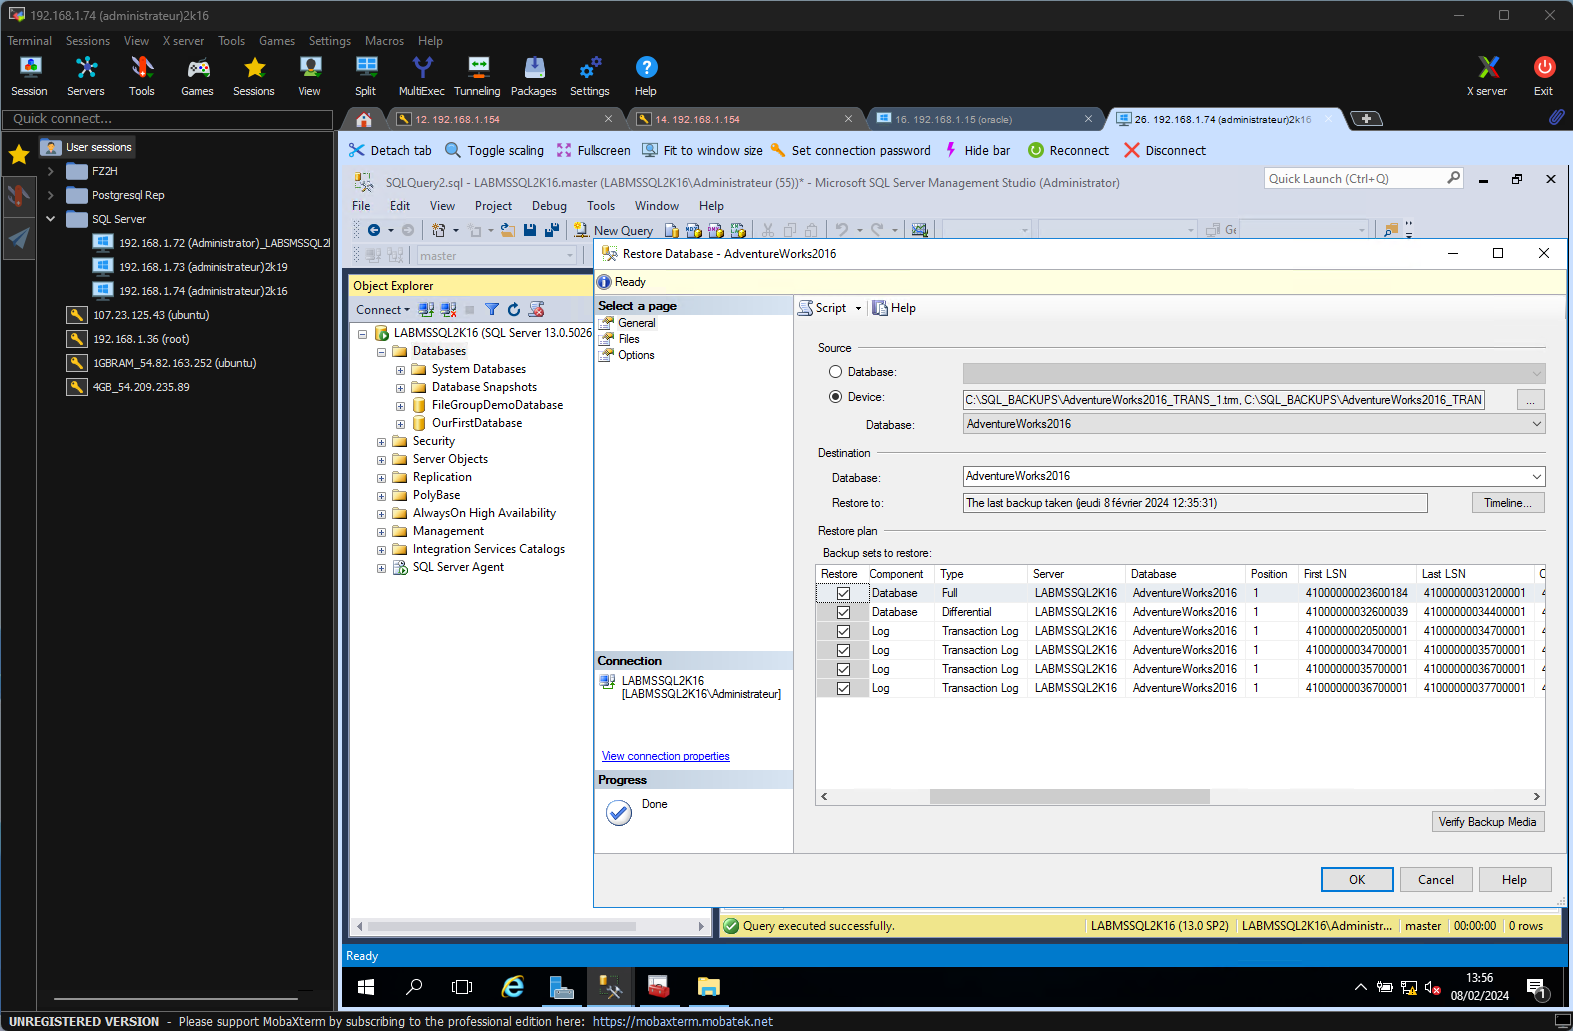 192.168.1.74 (administrateur)2k16
Terminal Sessions View X server Tools Games Settings Macros Help
Session Servers Tools Games Sessions View Split MultiExec Tunneling Packages Settings Help X server Exit
Quick connect...
12. 192.168.1.154
14. 192.168.1.154
16. 192.168.1.15 (oracle)
26. 192.168.1.74 (administrateur)2k16
User sessions
FZ2H
Postgresql Rep
SQL Server
192.168.1.72 (Administrator)_LABSMSSQL2
192.168.1.73 (administrateur)2k19
192.168.1.74 (administrateur)2k16
107.23.125.43 (ubuntu)
192.168.1.36 (root)
1GBRAM_54.82.163.252 (ubuntu)
4GB_54.209.235.89
Detach tab Toggle scaling Fullscreen Fit to window size Set connection password Hide bar Reconnect Disconnect
SQLQuery2.sql - LABMSSQL2K16.master (LABMSSQL2K16\Administrateur (55))* - Microsoft SQL Server Management Studio (Administrator)
Quick Launch (Ctrl+Q)
File Edit View Project Debug Tools Window Help
New Query
MDX DMX
Ge
master
Object Explorer
Connect
LABMSSQL2K16 (SQL Server 13.0.5026
Databases
System Databases
Database Snapshots
FileGroupDemoDatabase
OurFirstDatabase
Security
Server Objects
Replication
PolyBase
AlwaysOn High Availability
Management
Integration Services Catalogs
SQL Server Agent
Restore Database - AdventureWorks2016
Ready
Select a page
General
Files
Options
Connection
LABMSSQL2K16
[LABMSSQL2K16\Administrateur]
View connection properties
Progress
Done
Script Help
Source
Database:
Device: C:\SQL_BACKUPS\AdventureWorks2016_TRANS_1.trn, C:\SQL_BACKUPS\AdventureWorks2016_TRAN ...
Database: AdventureWorks2016
Destination
Database: AdventureWorks2016
Restore to: The last backup taken (jeudi 8 février 2024 12:35:31) Timeline...
Restore plan
Backup sets to restore:
Restore Component Type Server Database Position First LSN Last LSN C
Database Full LABMSSQL2K16 AdventureWorks2016 1 41000000023600184 41000000031200001 4
Database Differential LABMSSQL2K16 AdventureWorks2016 1 41000000032600039 41000000034400001 4
Log Transaction Log LABMSSQL2K16 AdventureWorks2016 1 41000000020500001 41000000034700001 4
Log Transaction Log LABMSSQL2K16 AdventureWorks2016 1 41000000034700001 41000000035700001 4
Log Transaction Log LABMSSQL2K16 AdventureWorks2016 1 41000000035700001 41000000036700001 4
Log Transaction Log LABMSSQL2K16 AdventureWorks2016 1 41000000036700001 41000000037700001 4
Verify Backup Media
OK Cancel Help
Query executed successfully. LABMSSQL2K16 (13.0 SP2) LABMSSQL2K16\Administr... master 00:00:00 0 rows
Ready
13:56
08/02/2024
1
UNREGISTERED VERSION - Please support MobaXterm by subscribing to the professional edition here: https://mobaxterm.mobatek.net